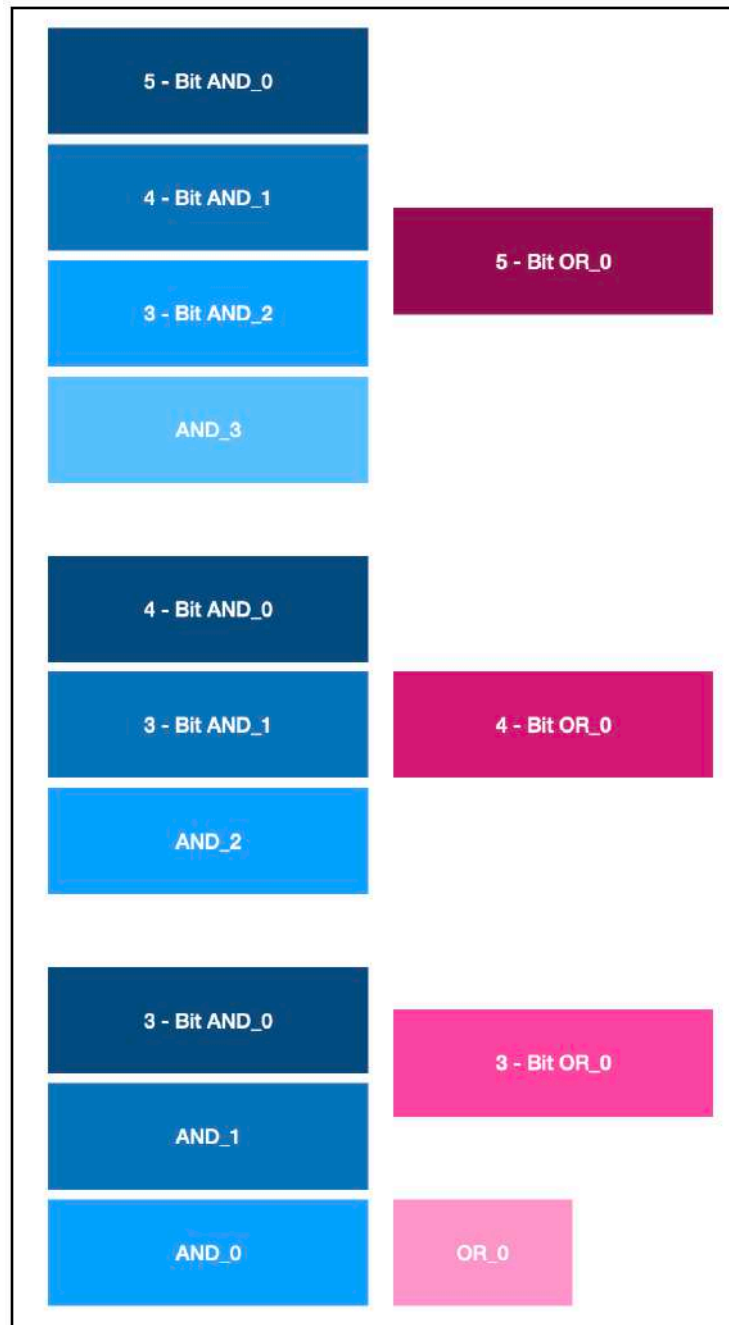 5 - Bit AND_0
4 - Bit AND_1
5 - Bit OR_0
3 - Bit AND_2
AND_3
4 - Bit AND_0
3 - Bit AND_1
4 - Bit OR_0
AND_2
3 - Bit AND_0
3 - Bit OR_0
AND_1
AND_0
OR_0